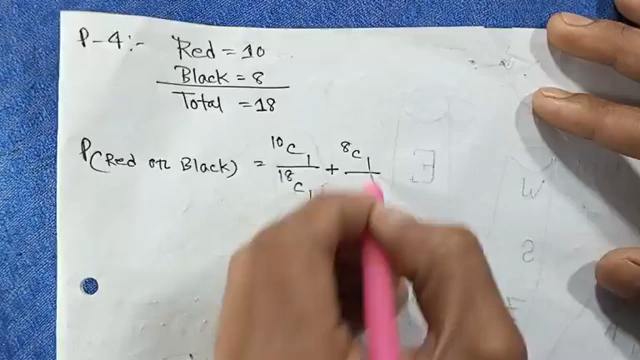 P-4:- Red = 10
Black = 8
Total = 18
P(Red or Black) = ¹⁰C₁/¹⁸C₁ + ⁸C₁/
E
W
S